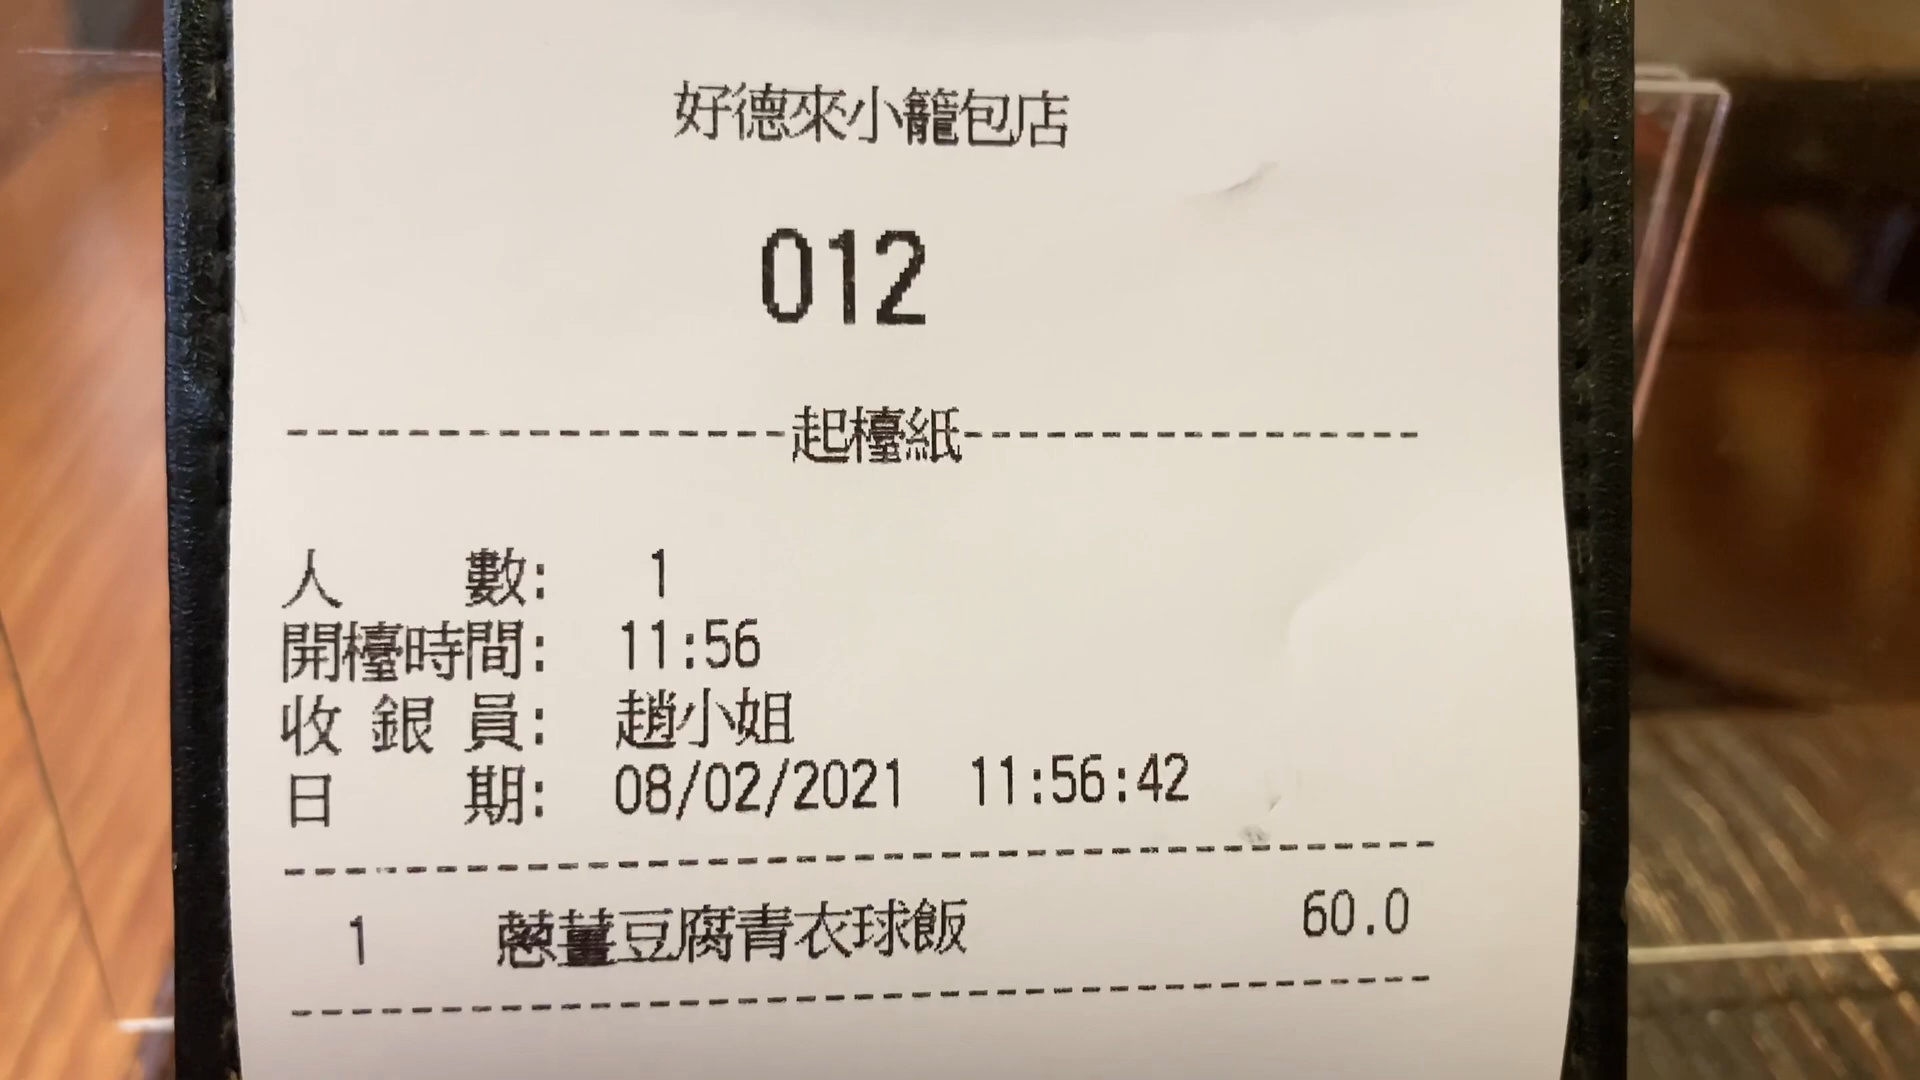 好德來小籠包店
012
----------------起檯紙----------------
人 數: 1
開檯時間: 11:56
收銀員: 趙小姐
日 期: 08/02/2021 11:56:42
1 葱薑豆腐青衣球飯 60.0